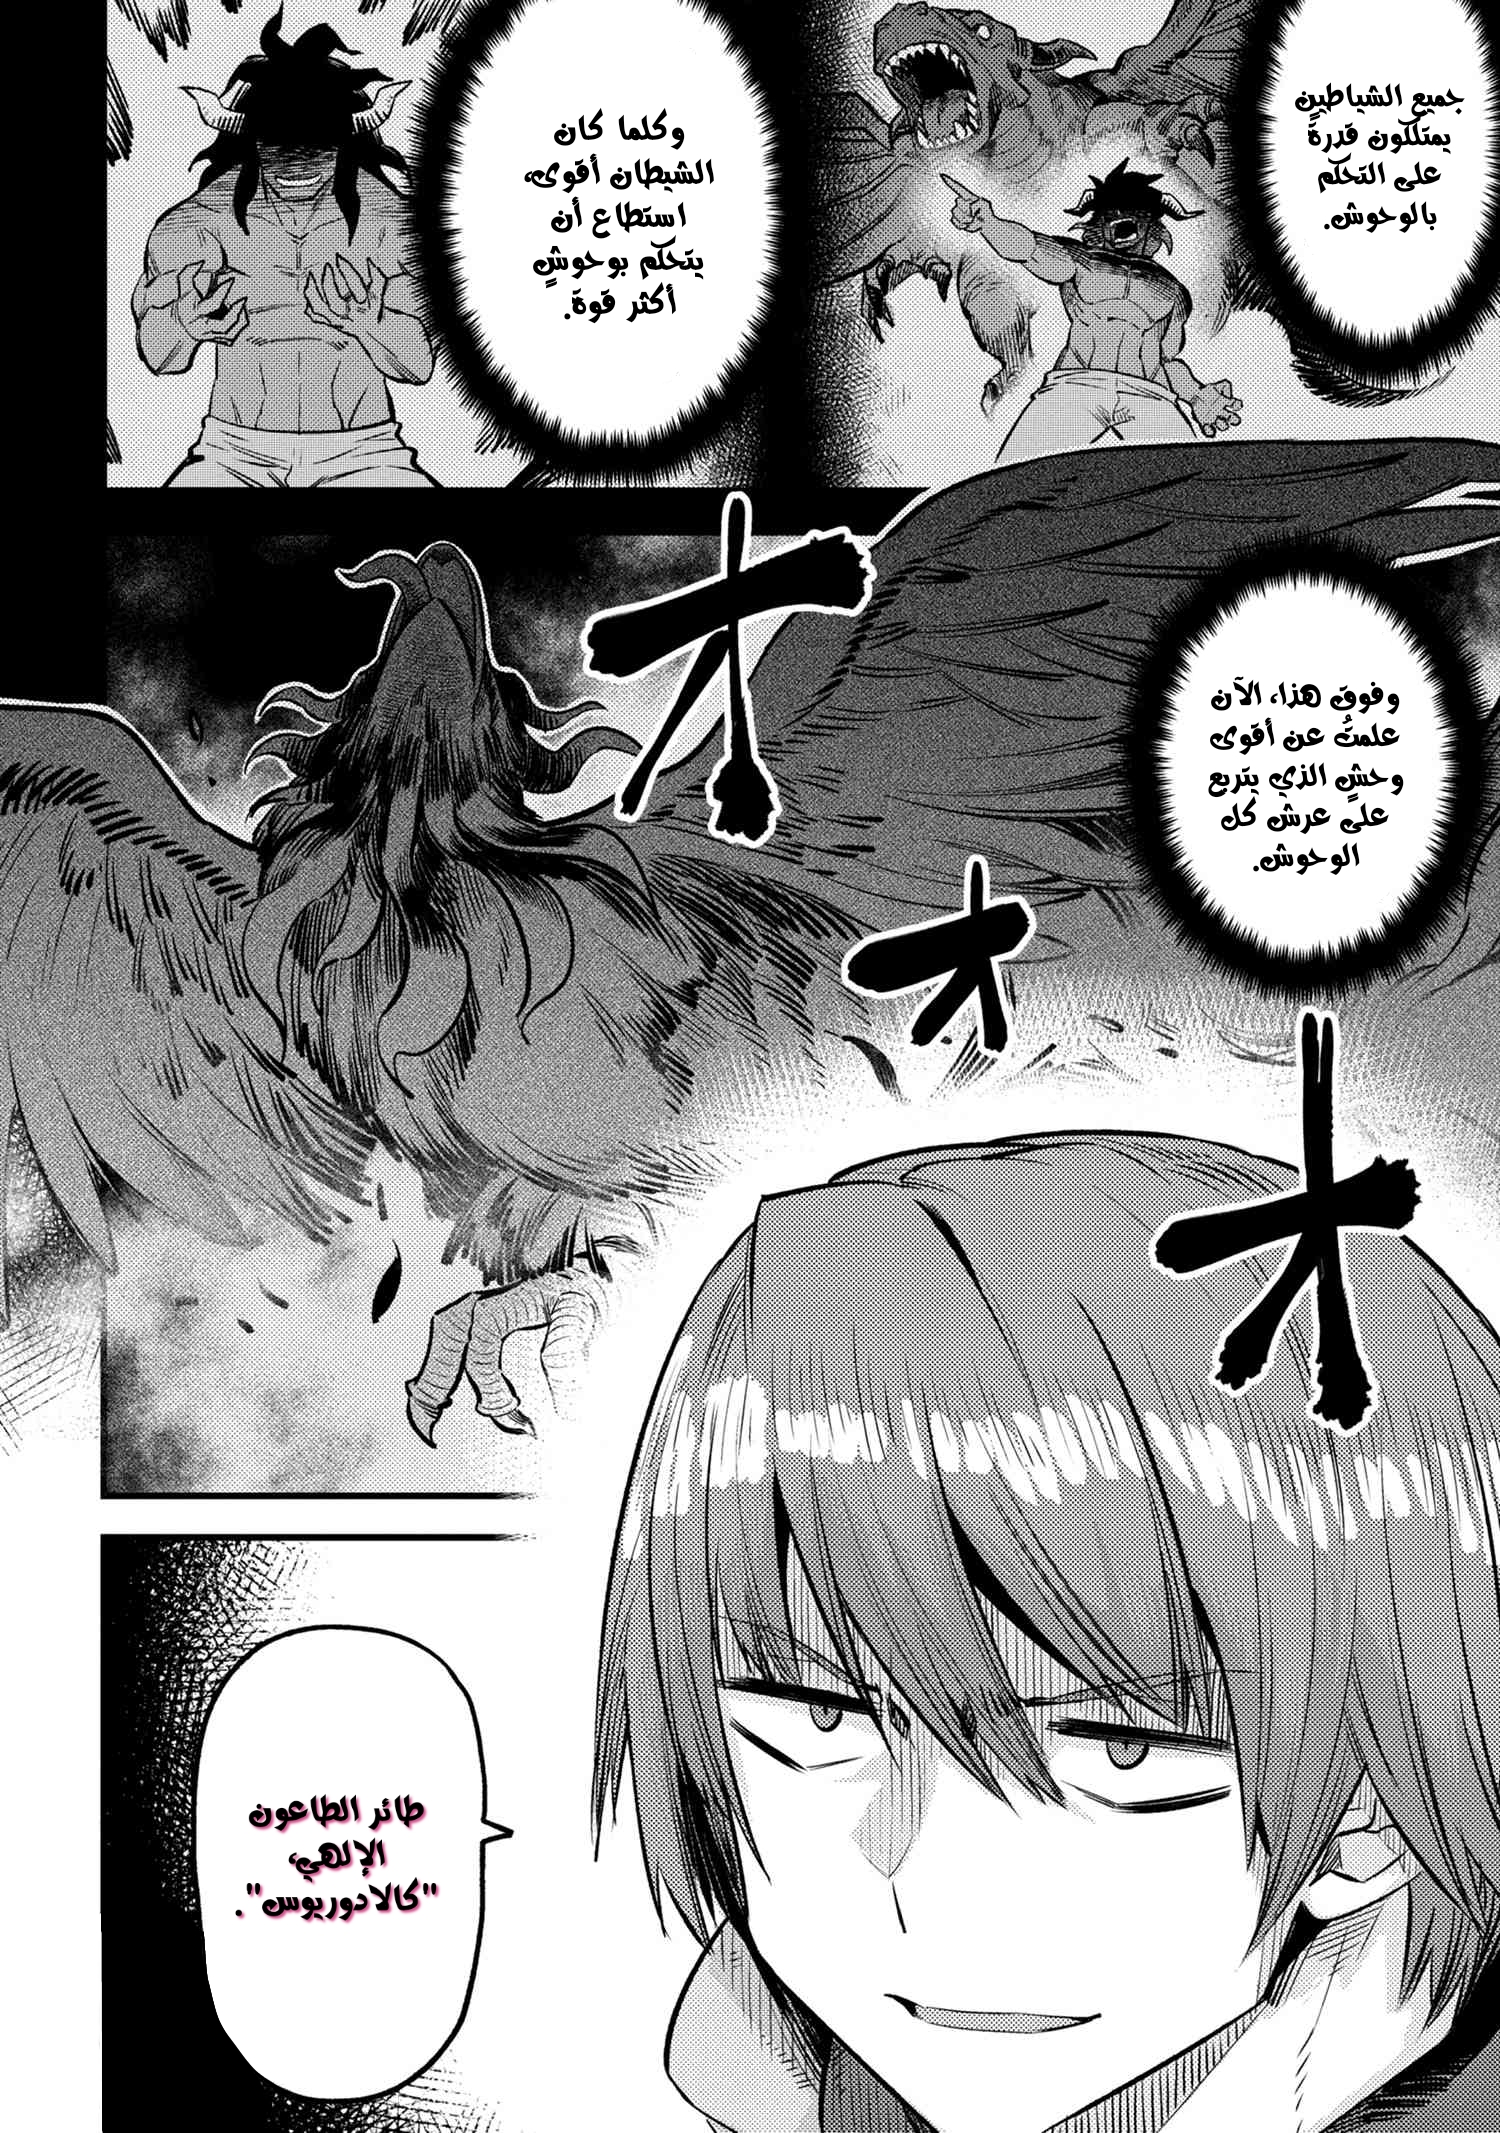 جميع الشياطين
يمتلكون قدرةً
على التحكم
بالوحوش.
وكلما كان
الشيطان أقوى،
استطاع أن
يتحكم بوحوشٍ
أكثر قوة.
وفوق هذا، الآن
علمتُ عن أقوى
وحشٍ الذي يتربع
على عرش كل
الوحوش.
オ
オ
オ
طائر الطاعون
الإلهي،
"كالادوريوس".